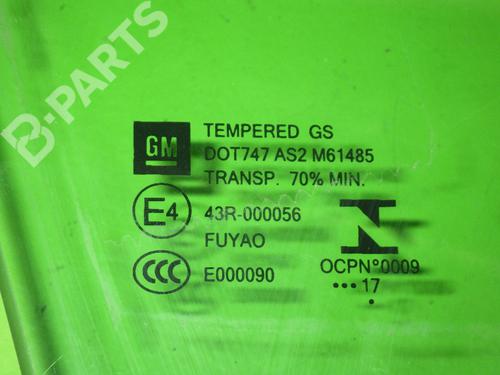 B-PARTS
GM
TEMPERED GS
DOT747 AS2 M61485
TRANSP. 70% MIN.
E4
43R-000056
FUYAO
CCC
E000090
OCPN°0009
•••17
•